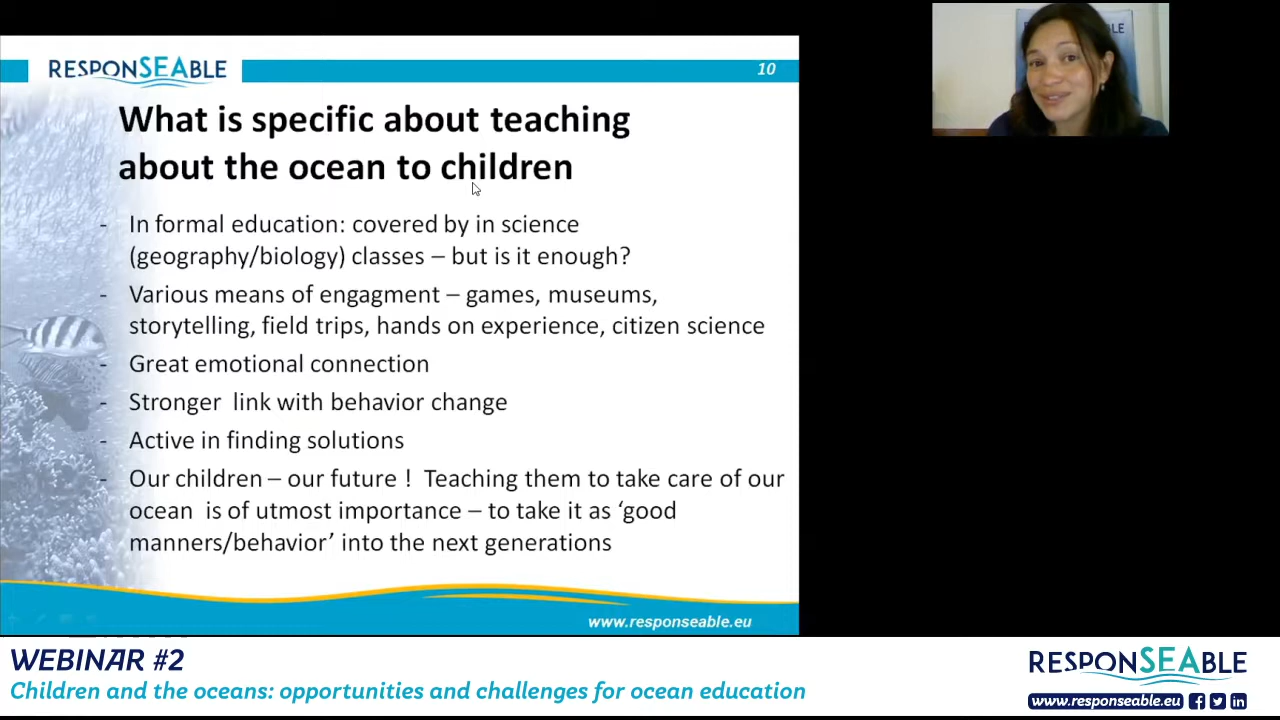 RESPONSEABLE
10
What is specific about teaching
about the ocean to children
- In formal education: covered by in science
(geography/biology) classes – but is it enough?
- Various means of engagment – games, museums,
storytelling, field trips, hands on experience, citizen science
- Great emotional connection
- Stronger link with behavior change
- Active in finding solutions
- Our children – our future ! Teaching them to take care of our
ocean is of utmost importance – to take it as ‘good
manners/behavior’ into the next generations
www.responseable.eu
WEBINAR #2
Children and the oceans: opportunities and challenges for ocean education
RESPONSEABLE
www.responseable.eu